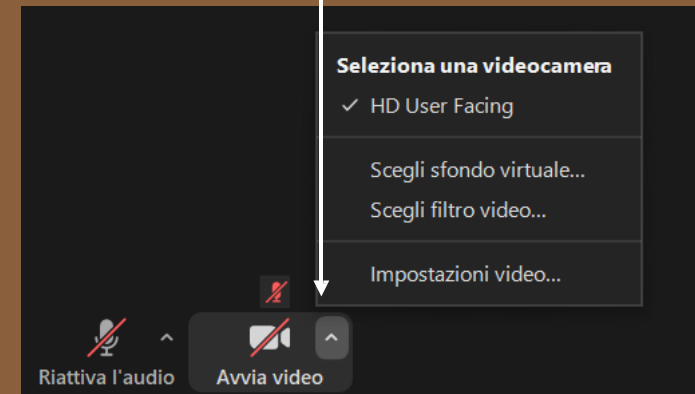 Seleziona una videocamera
HD User Facing
Scegli sfondo virtuale...
Scegli filtro video...
Impostazioni video...
Riattiva l'audio
Avvia video